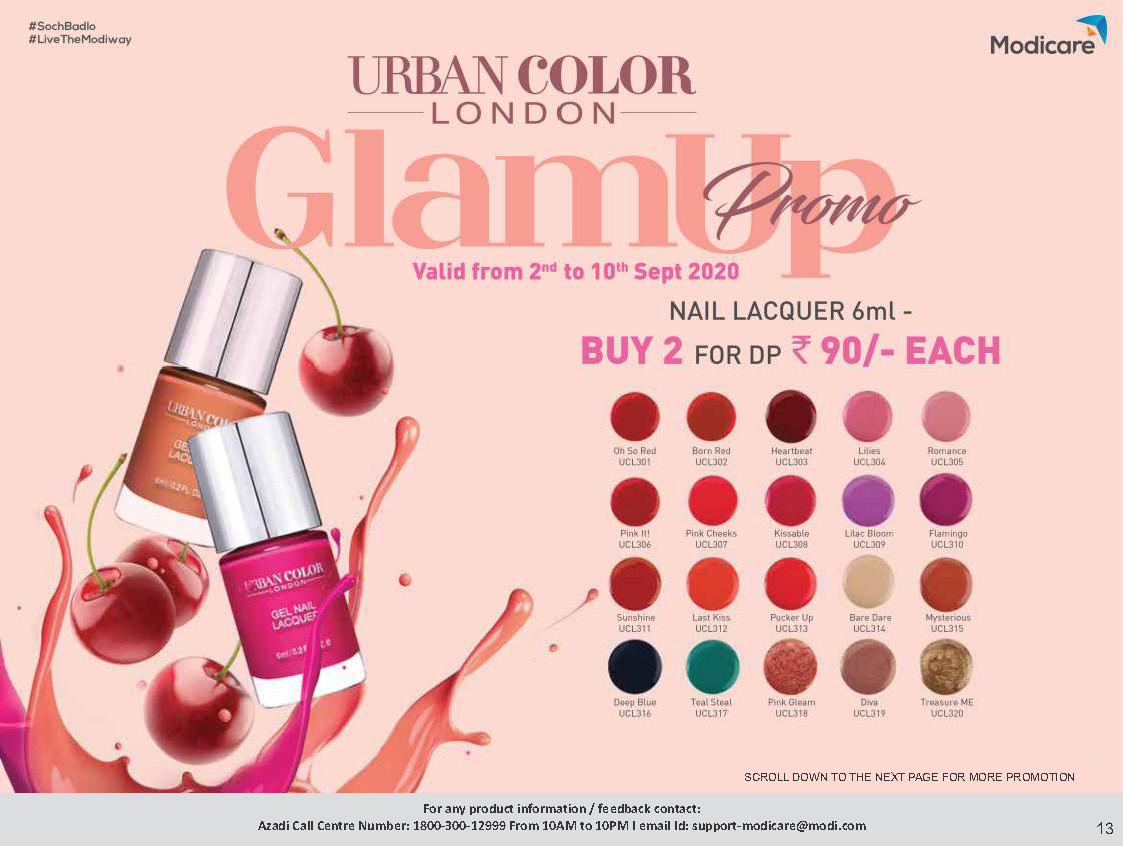 #SochBadlo
#LiveTheModiway
Modicare
URBAN COLOR
LONDON
GlamUp
Promo
Valid from 2nd to 10th Sept 2020
NAIL LACQUER 6ml -
BUY 2 FOR DP ₹ 90/- EACH
Oh So Red Born Red Heartbeat Lilies Romance
UCL301 UCL302 UCL303 UCL304 UCL305
Pink It! Pink Cheeks Kissable Lilac Bloom Flamingo
UCL306 UCL307 UCL308 UCL309 UCL310
Sunshine Last Kiss Pucker Up Bare Dare Mysterious
UCL311 UCL312 UCL313 UCL314 UCL315
Deep Blue Teal Steal Pink Gleam Diva Treasure ME
UCL316 UCL317 UCL318 UCL319 UCL320
URBAN
LACQUER
URBAN COLOR
LONDON
GEL NAIL
LACQUER
SCROLL DOWN TO THE NEXT PAGE FOR MORE PROMOTION
For any product information / feedback contact:
Azadi Call Centre Number: 1800-300-12999 From 10AM to 10PM I email Id: support-modicare@modi.com
13